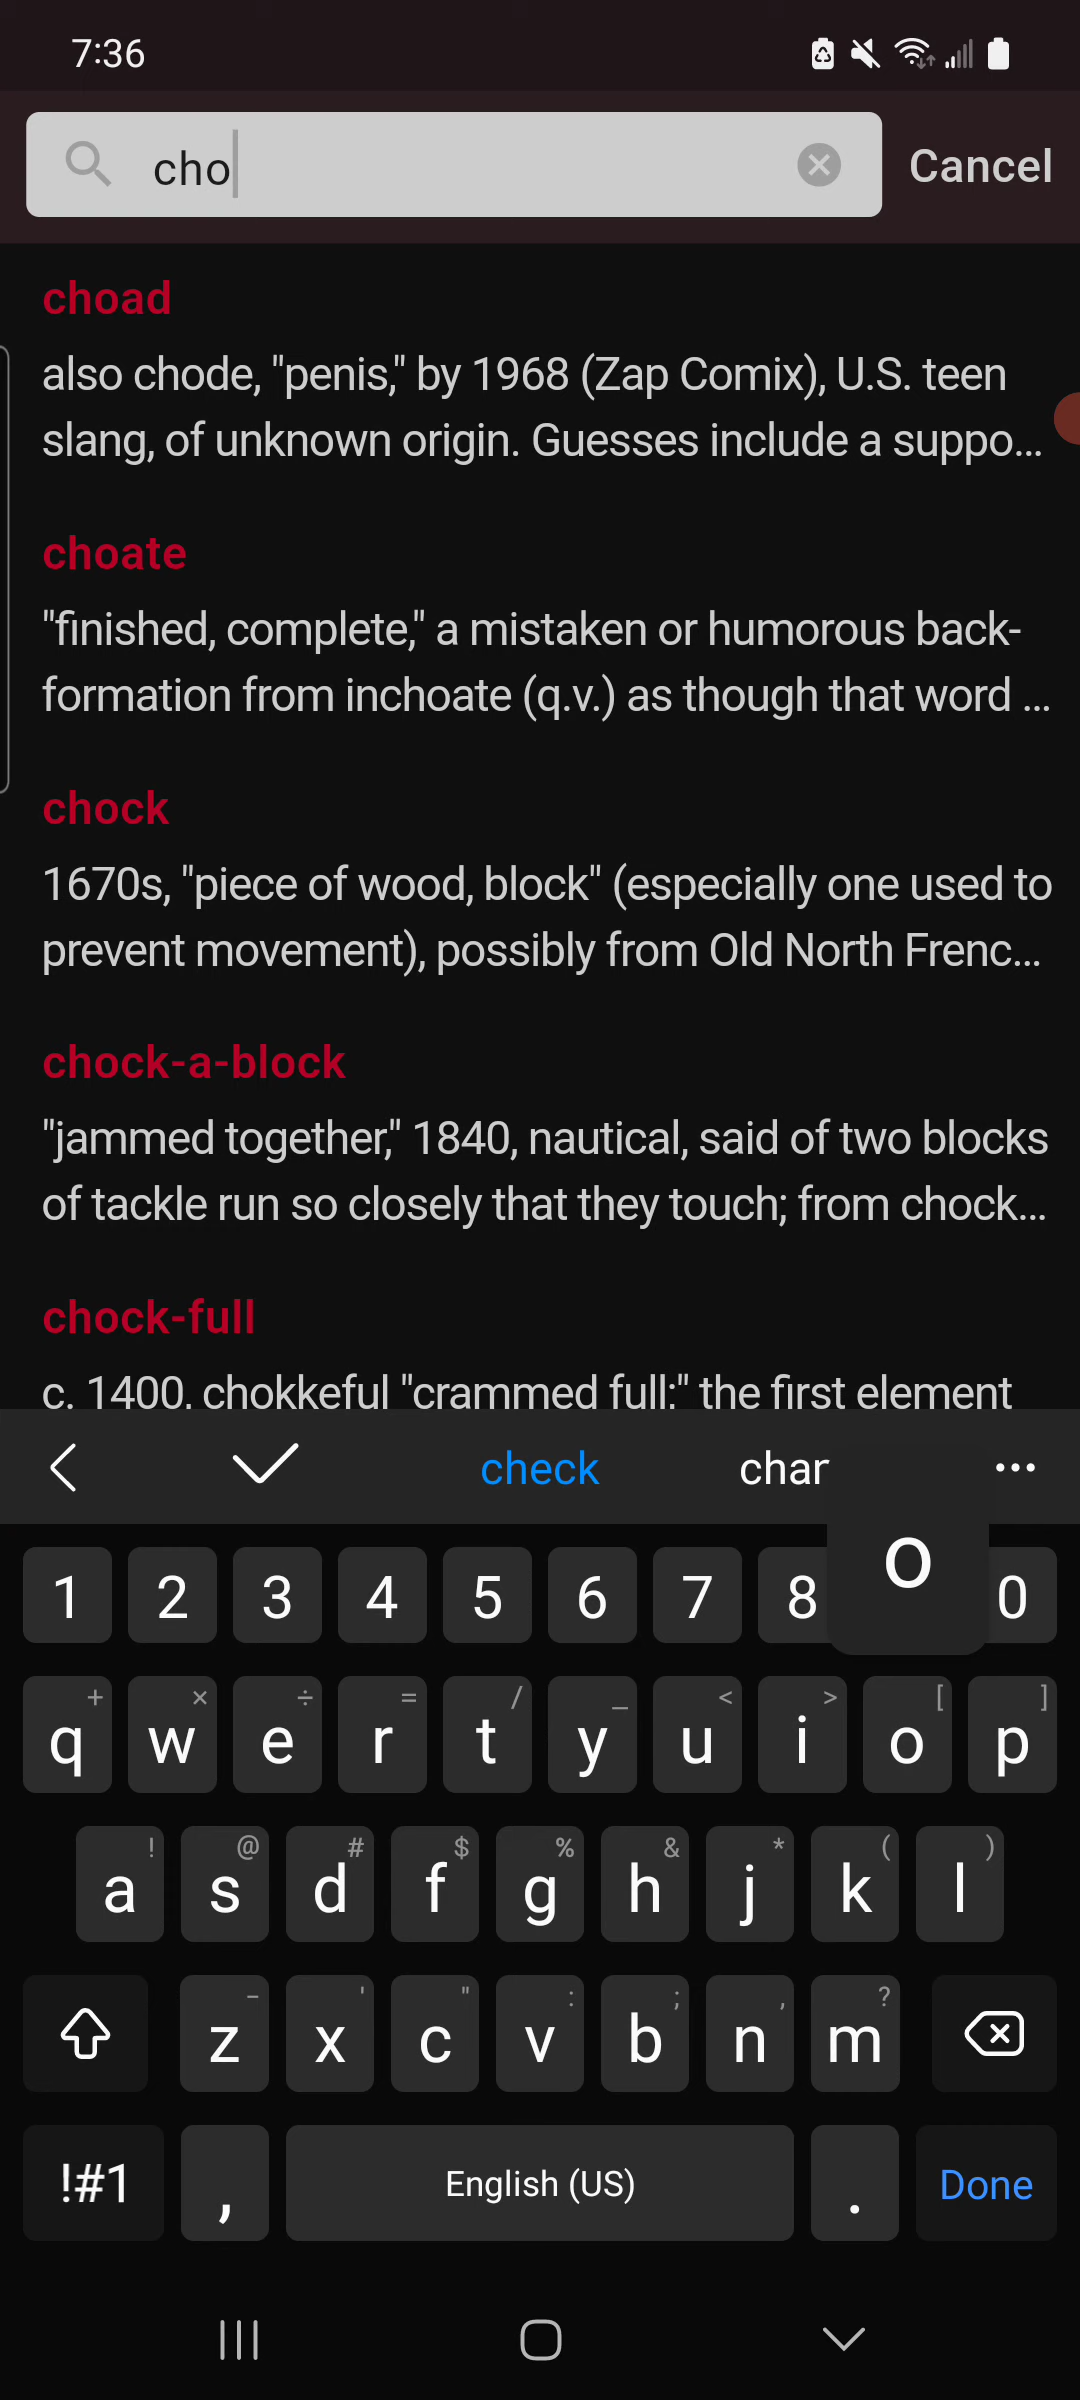 7:36
cho
Cancel
choad
also chode, "penis," by 1968 (Zap Comix), U.S. teen
slang, of unknown origin. Guesses include a suppo...
choate
"finished, complete," a mistaken or humorous back-
formation from inchoate (q.v.) as though that word ...
chock
1670s, "piece of wood, block" (especially one used to
prevent movement), possibly from Old North Frenc...
chock-a-block
"jammed together," 1840, nautical, said of two blocks
of tackle run so closely that they touch; from chock...
chock-full
c. 1400, chokkeful "crammed full;" the first element
check char ...
o
1 2 3 4 5 6 7 8 0
+ × ÷ = / _ < > [ ]
q w e r t y u i o p
! @ # $ % & * ( )
a s d f g h j k l
- ' " : ; , ?
z x c v b n m
!#1 , English (US) . Done